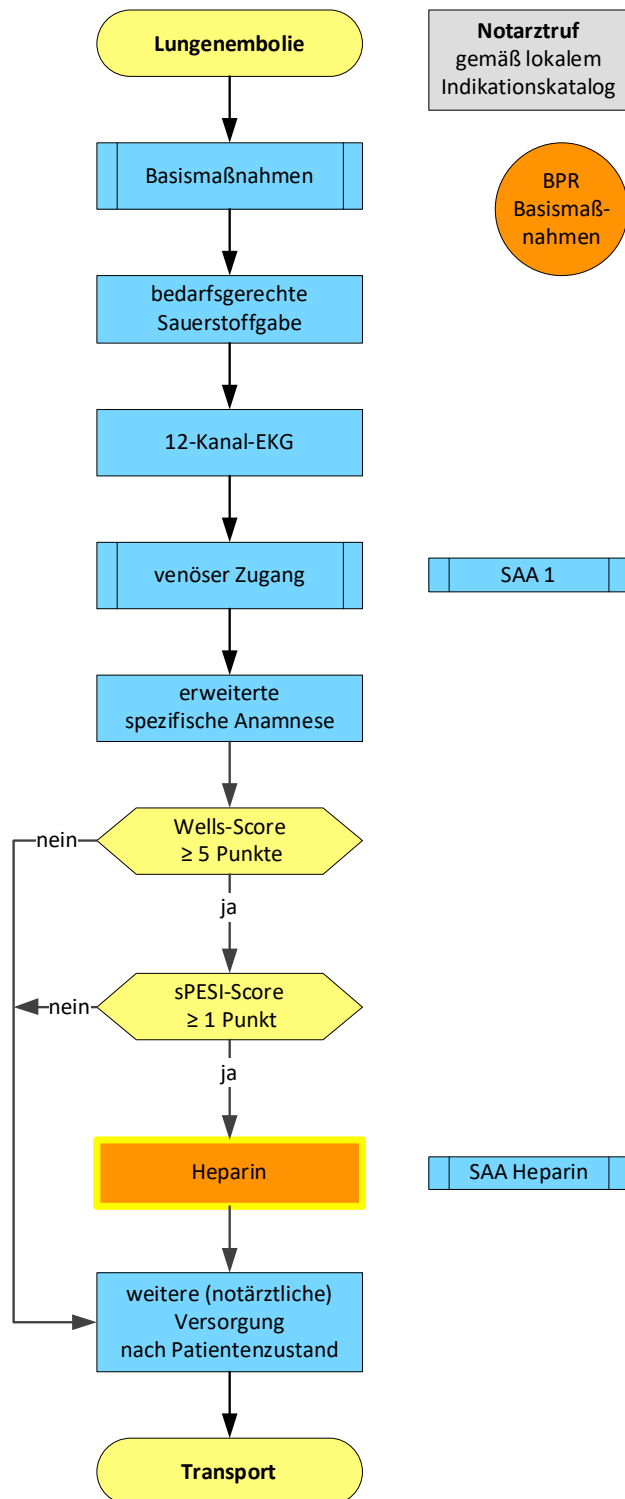 Lungenembolie
Notarztruf
gemäß lokalem
Indikationskatalog
Basismaßnahmen
BPR
Basismaß-
nahmen
bedarfsgerechte
Sauerstoffgabe
12-Kanal-EKG
venöser Zugang
SAA 1
erweiterte
spezifische Anamnese
Wells-Score
≥ 5 Punkte
nein
ja
sPESI-Score
≥ 1 Punkt
nein
ja
Heparin
SAA Heparin
weitere (notärztliche)
Versorgung
nach Patientenzustand
Transport